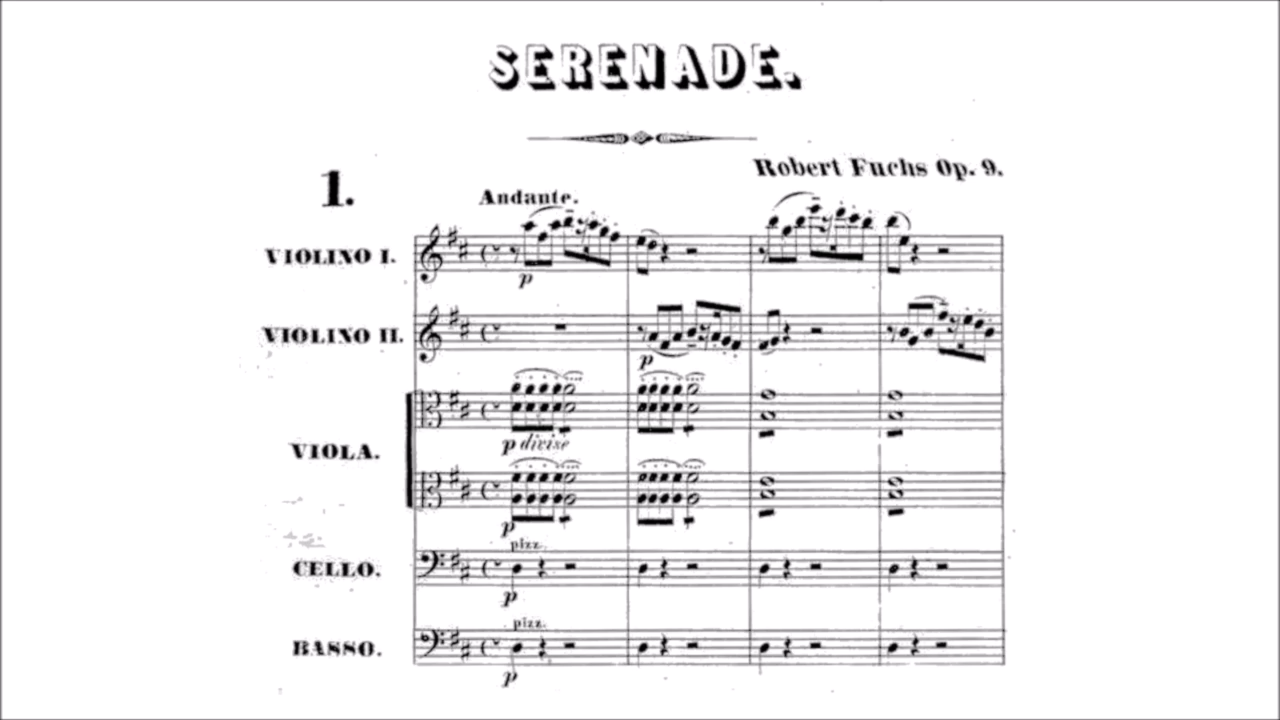 SERENADE.
Robert Fuchs Op. 9.
1.
Andante.
VIOLINO I.
p
VIOLINO II.
p
VIOLA.
p divise
p
pizz.
CELLO.
p
pizz.
BASSO.
p